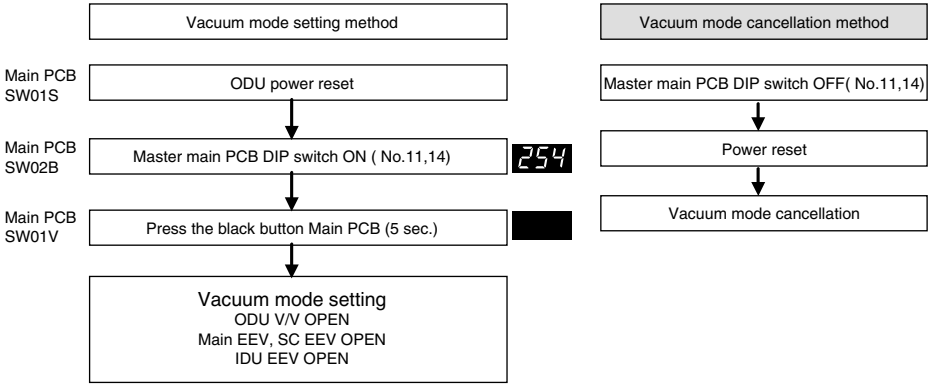 Vacuum mode setting method
Main PCB
SW01S
ODU power reset
Main PCB
SW02B
Master main PCB DIP switch ON ( No.11,14)
254
Main PCB
SW01V
Press the black button Main PCB (5 sec.)
Vacuum mode setting
ODU V/V OPEN
Main EEV, SC EEV OPEN
IDU EEV OPEN
Vacuum mode cancellation method
Master main PCB DIP switch OFF( No.11,14)
Power reset
Vacuum mode cancellation